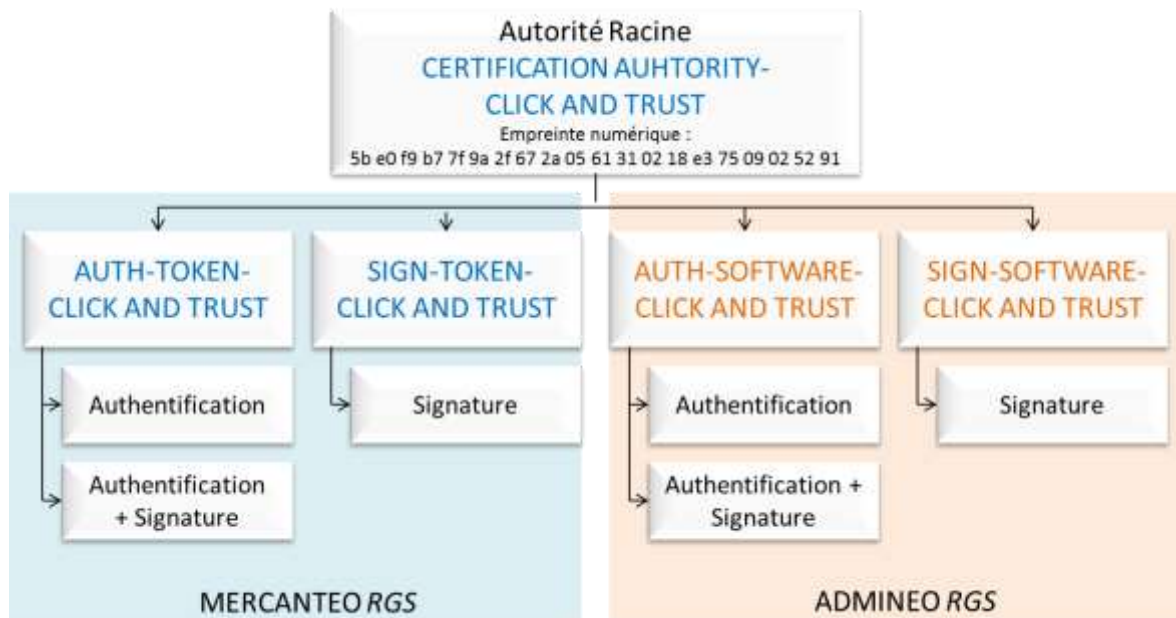 Autorité Racine
CERTIFICATION AUHTORITY-
CLICK AND TRUST
Empreinte numérique :
5b e0 f9 b7 7f 9a 2f 67 2a 05 61 31 02 18 e3 75 09 02 52 91
AUTH-TOKEN-
CLICK AND TRUST
Authentification
Authentification
+ Signature
SIGN-TOKEN-
CLICK AND TRUST
Signature
MERCANTEO RGS
AUTH-SOFTWARE-
CLICK AND TRUST
Authentification
Authentification +
Signature
SIGN-SOFTWARE-
CLICK AND TRUST
Signature
ADMINEO RGS